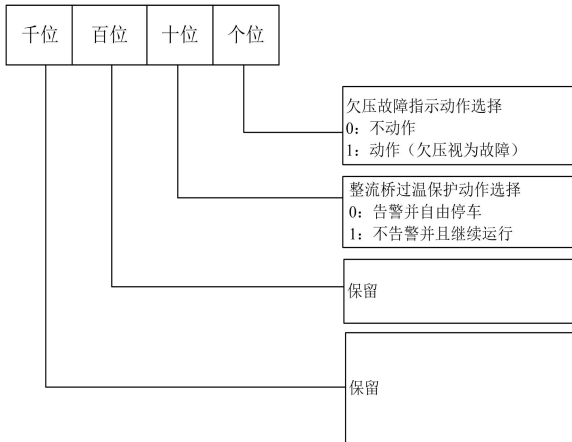 千位 百位 十位 个位
欠压故障指示动作选择
0：不动作
1：动作（欠压视为故障）
整流桥过温保护动作选择
0：告警并自由停车
1：不告警并且继续运行
保留
保留